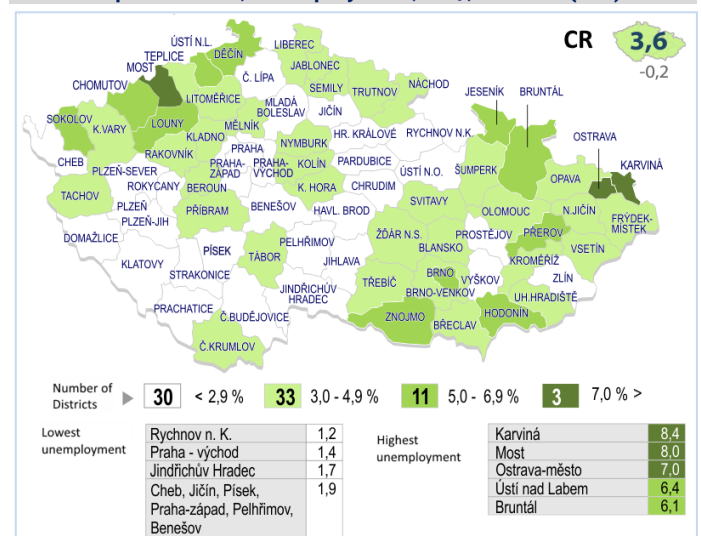 CR 3,6
-0,2
ÚSTÍ N.L.
DĚČÍN
LIBEREC
TEPLICE
JABLONEC
MOST
Č. LÍPA
SEMILY
TRUTNOV
NÁCHOD
CHOMUTOV
LITOMĚŘICE
MLADÁ
BOLESLAV
JIČÍN
JESENÍK
BRUNTÁL
SOKOLOV
K.VARY
LOUNY
MĚLNÍK
KLADNO
HR. KRÁLOVÉ
RYCHNOV N.K.
OSTRAVA
KARVINÁ
CHEB
RAKOVNÍK
PRAHA
NYMBURK
PLZEŇ-SEVER
PRAHA-
ZÁPAD
PRAHA-
VÝCHOD
KOLÍN
PARDUBICE
ÚSTÍ N.O.
ŠUMPERK
OPAVA
ROKYCANY
BEROUN
K. HORA
CHRUDIM
TACHOV
PLZEŇ
PŘÍBRAM
BENEŠOV
HAVL. BROD
SVITAVY
OLOMOUC
N.JIČÍN
FRÝDEK-
MÍSTEK
PLZEŇ-JIH
DOMAŽLICE
PÍSEK
PELHŘIMOV
ŽĎÁR N.S.
PROSTĚJOV
PŘEROV
VSETÍN
KLATOVY
TÁBOR
JIHLAVA
BLANSKO
KROMĚŘÍŽ
STRAKONICE
TŘEBÍČ
BRNO
VYŠKOV
ZLÍN
JINDŘICHŮV
HRADEC
BRNO-VENKOV
UH.HRADIŠTĚ
PRACHATICE
Č.BUDĚJOVICE
ZNOJMO
BŘECLAV
HODONÍN
Č.KRUMLOV
Number of
Districts
30 < 2,9 % 33 3,0 - 4,9 % 11 5,0 - 6,9 % 3 7,0 % >
Lowest
unemployment
Rychnov n. K. 1,2
Praha - východ 1,4
Jindřichův Hradec 1,7
Cheb, Jičín, Písek, 1,9
Praha-západ, Pelhřimov,
Benešov
Highest
unemployment
Karviná 8,4
Most 8,0
Ostrava-město 7,0
Ústí nad Labem 6,4
Bruntál 6,1